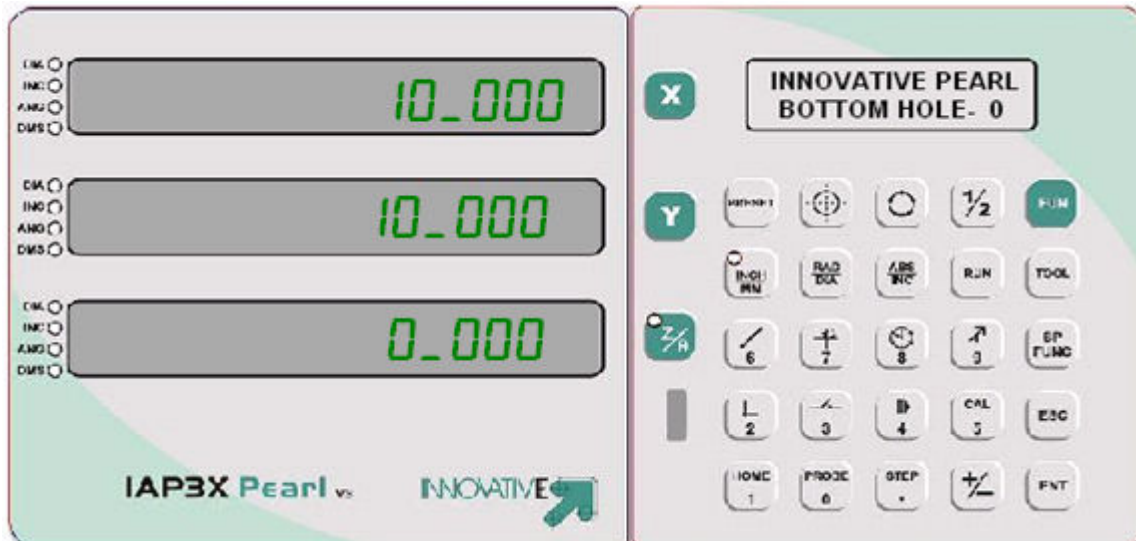 DIA
INC
ANG
DMS
10_000
DIA
INC
ANG
DMS
10_000
DIA
INC
ANG
DMS
0_000
IAP3X Pearl vs
INNOVATIVE
X
Y
Z/A
INNOVATIVE PEARL
BOTTOM HOLE- 0
1/2
FUN
INCH
MM
RAD
DIA
ABS
INC
RUN
TOOL
6
7
8
9
SP
FUNC
2
3
4
CAL
5
ESC
HOME
1
PROBE
0
STEP
.
+/-
ENT